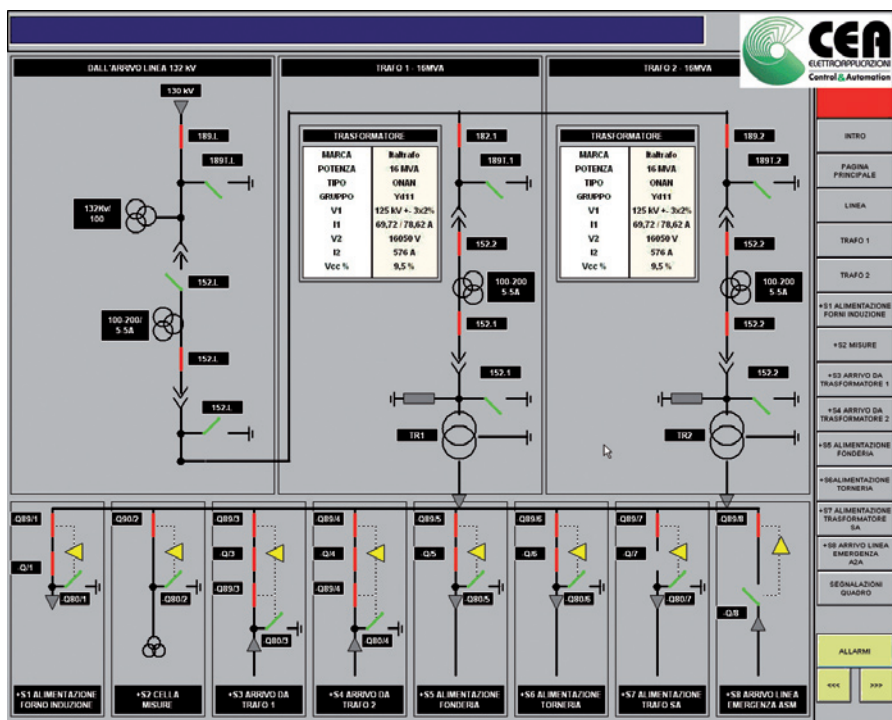 CEA
ELETTROAPPLICAZIONI
Control & Automation
DALL'ARRIVO LINEA 132 KV
TRAFO 1 - 16MVA
TRAFO 2 - 16MVA
130 kV
189.L
189T.L
132Kv/
100
152.L
100-200/
5-5A
152.L
152.L
TRASFORMATORE
MARCA Italtrafo
POTENZA 16 MVA
TIPO ONAN
GRUPPO Yd11
V1 125 kV +- 3x2%
I1 69,72 / 78,62 A
V2 16050 V
I2 576 A
Vcc % 9,5 %
182.1
189T.1
152.2
100-200
5-5A
152.1
152.1
TR1
TRASFORMATORE
MARCA Italtrafo
POTENZA 16 MVA
TIPO ONAN
GRUPPO Yd11
V1 125 kV +- 3x2%
I1 69,72 / 78,62 A
V2 16050 V
I2 576 A
Vcc % 9,5 %
189.2
189T.2
152.2
100-200
5-5A
152.2
152.2
TR2
INTRO
PAGINA
PRINCIPALE
LINEA
TRAFO 1
TRAFO 2
+S1 ALIMENTAZIONE
FORNI INDUZIONE
+S2 MISURE
+S3 ARRIVO DA
TRASFORMATORE 1
+S4 ARRIVO DA
TRASFORMATORE 2
+S5 ALIMENTAZIONE
FONDERIA
+S6ALIMENTAZIONE
TORNERIA
+S7 ALIMENTAZIONE
TRASFORMATORE
SA
+S8 ARRIVO LINEA
EMERGENZA
A2A
SEGNALAZIONI
QUADRO
ALLARMI
<<<
>>>
Q89/1
-Q/1
-Q80/1
+S1 ALIMENTAZIONE
FORNO INDUZIONE
Q90/2
-Q80/2
+S2 CELLA
MISURE
Q89/3
Q/3
Q89/3
Q80/3
+S3 ARRIVO DA
TRAFO 1
Q89/4
-Q/4
-Q89/4
Q80/4
+S4 ARRIVO DA
TRAFO 2
Q89/5
Q/5
-Q80/5
+S5 ALIMENTAZIONE
FONDERIA
Q89/6
-Q/6
-Q80/6
+S6 ALIMENTAZIONE
TORNERIA
Q89/7
-Q/7
-Q80/7
+S7 ALIMENTAZIONE
TRAFO SA
Q89/8
-Q/8
+S8 ARRIVO LINEA
EMERGENZA ASM